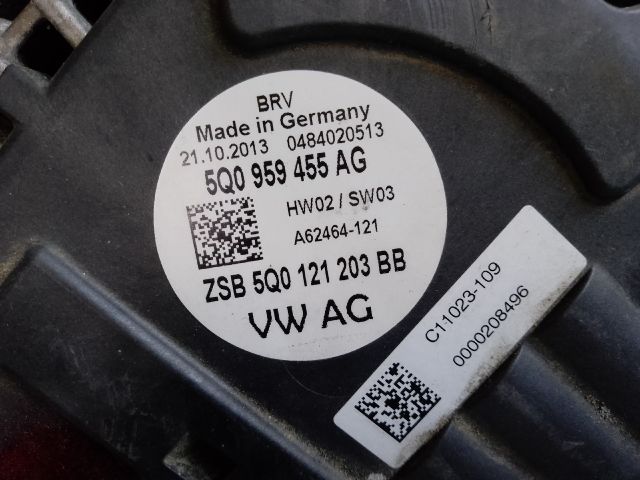 BRV
Made in Germany
21.10.2013 0484020513
5Q0 959 455 AG
HW02 / SW03
A62464-121
ZSB 5Q0 121 203 BB
VW AG
C11023-109
0000208496